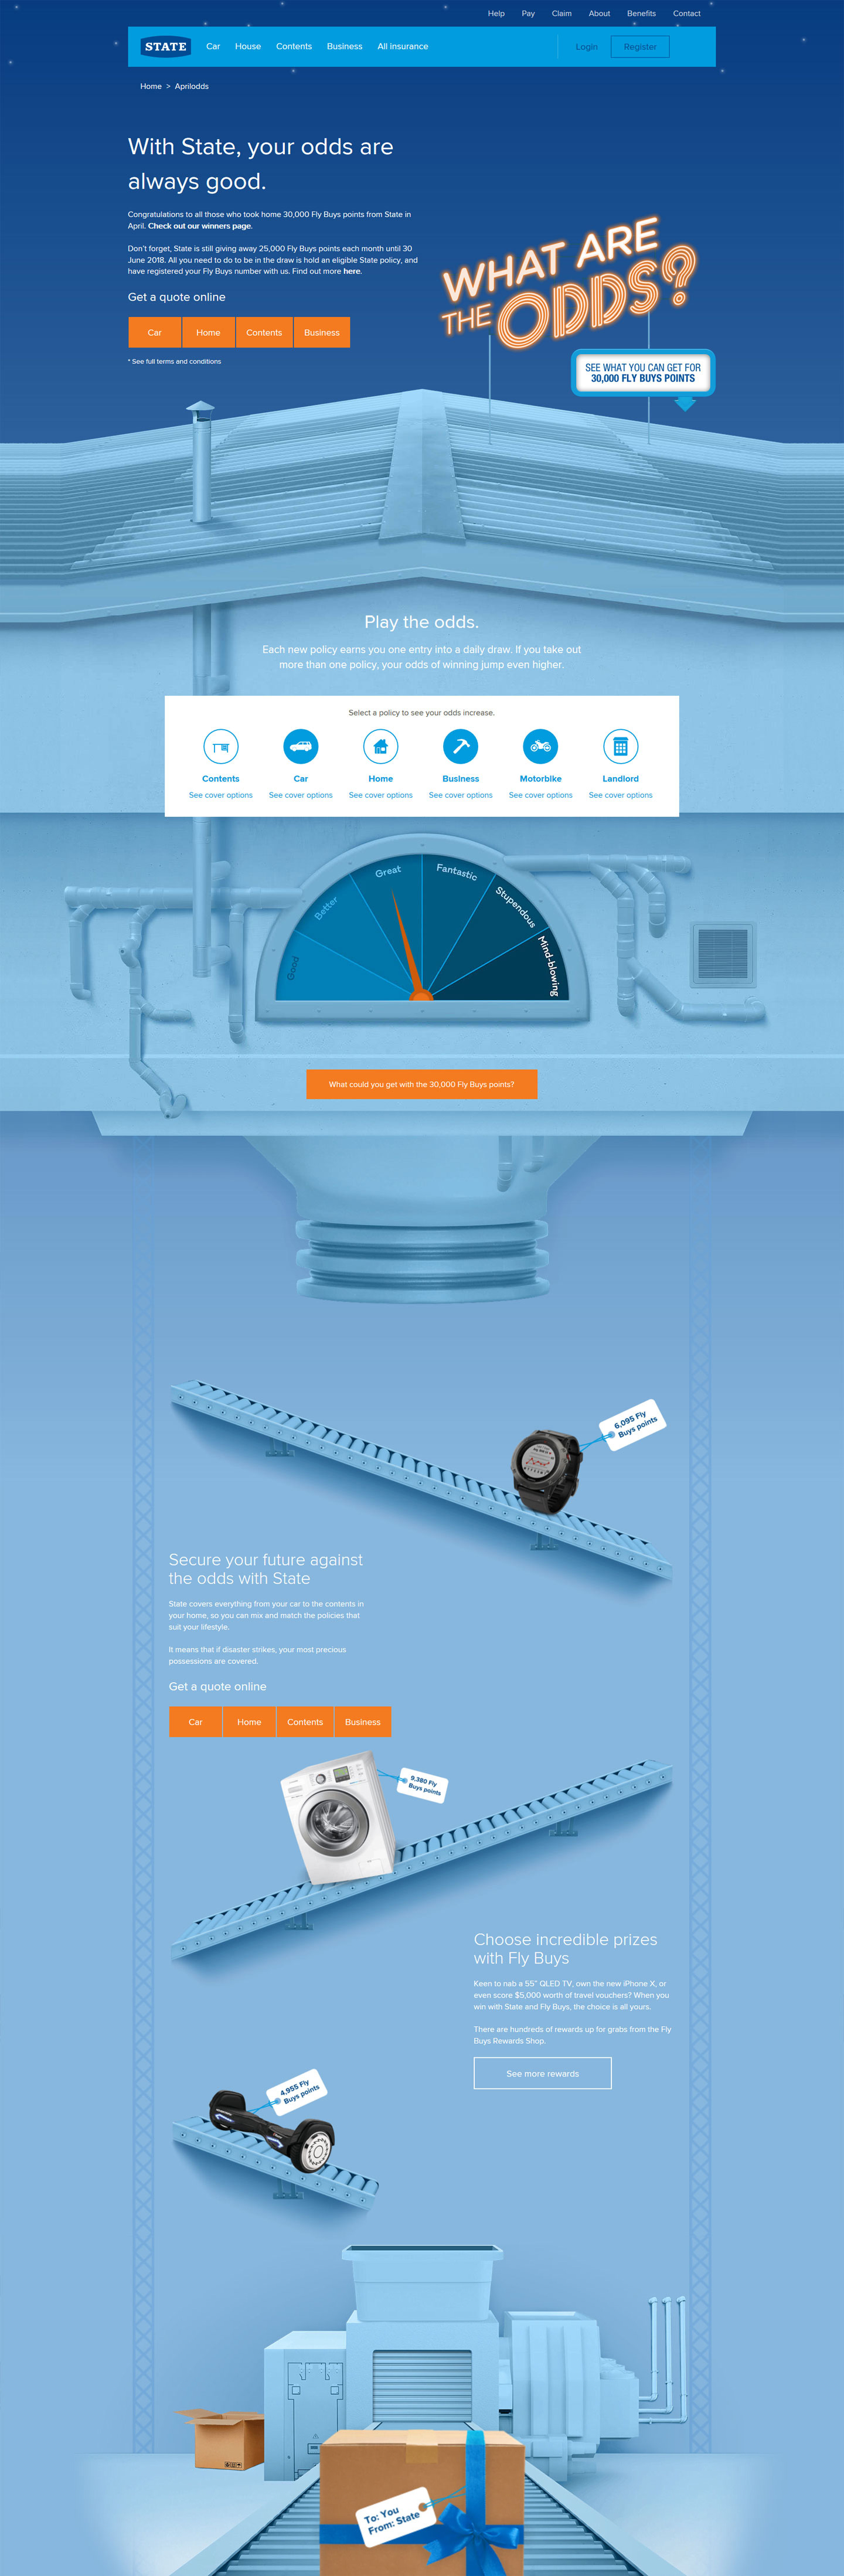 Help Pay Claim About Benefits Contact
STATE Car House Contents Business All insurance Login Register
Home > Aprilodds
With State, your odds are
always good.
Congratulations to all those who took home 30,000 Fly Buys points from State in
April. Check out our winners page.
Don't forget, State is still giving away 25,000 Fly Buys points each month until 30
June 2018. All you need to do to be in the draw is hold an eligible State policy, and
have registered your Fly Buys number with us. Find out more here.
Get a quote online
Car Home Contents Business
* See full terms and conditions
WHAT ARE
THE ODDS?
SEE WHAT YOU CAN GET FOR
30,000 FLY BUYS POINTS
Play the odds.
Each new policy earns you one entry into a daily draw. If you take out
more than one policy, your odds of winning jump even higher.
Select a policy to see your odds increase.
Contents Car Home Business Motorbike Landlord
See cover options See cover options See cover options See cover options See cover options See cover options
Good
Better
Great
Fantastic
Stupendous
Mind-blowing
What could you get with the 30,000 Fly Buys points?
6,095 Fly
Buys points
Secure your future against
the odds with State
State covers everything from your car to the contents in
your home, so you can mix and match the policies that
suit your lifestyle.
It means that if disaster strikes, your most precious
possessions are covered.
Get a quote online
Car Home Contents Business
9,380 Fly
Buys points
Choose incredible prizes
with Fly Buys
Keen to nab a 55" QLED TV, own the new iPhone X, or
even score $5,000 worth of travel vouchers? When you
win with State and Fly Buys, the choice is all yours.
There are hundreds of rewards up for grabs from the Fly
Buys Rewards Shop.
See more rewards
4,955 Fly
Buys points
To: You
From: State